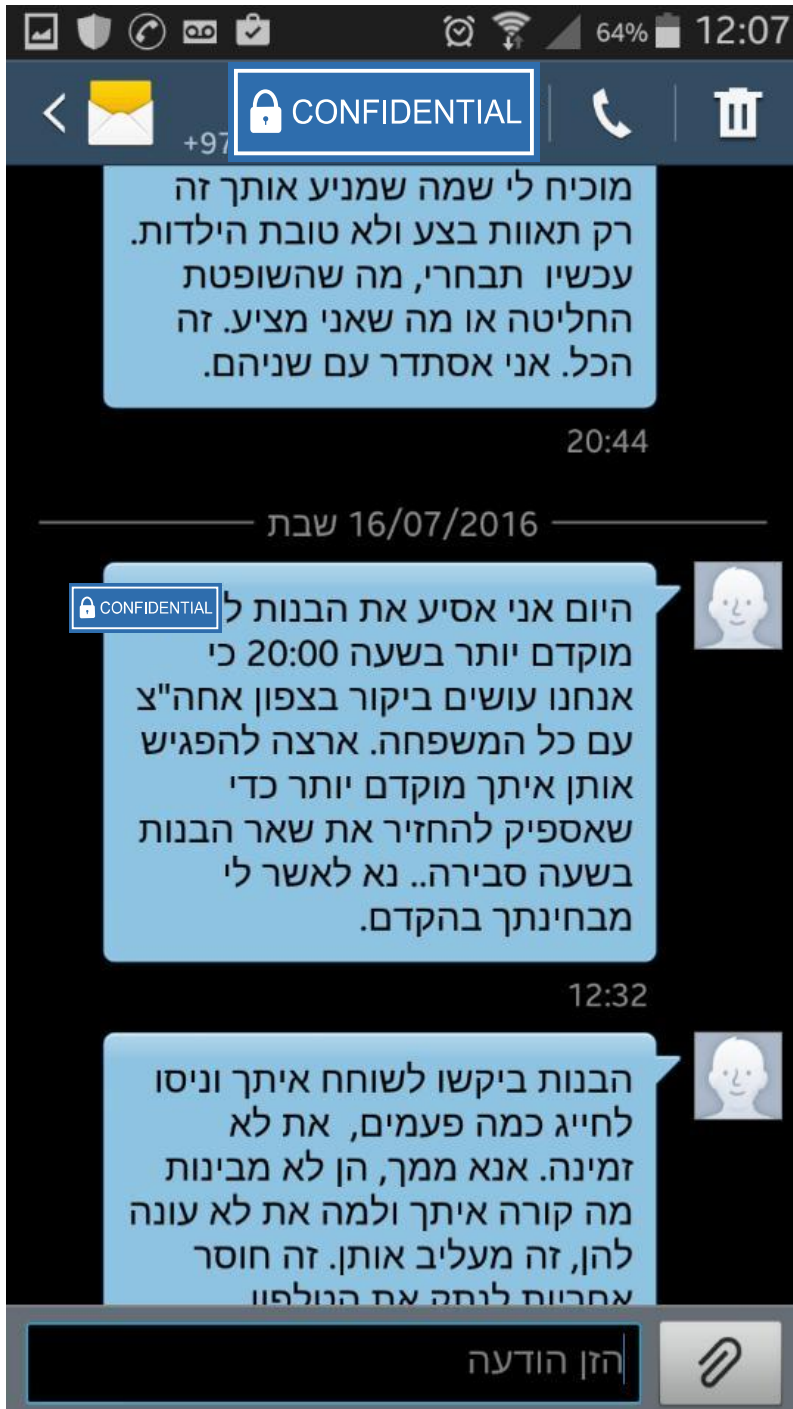 64% 12:07
CONFIDENTIAL
+97
מוכיח לי שמה שמניע אותך זה
רק תאוות בצע ולא טובת הילדות.
עכשיו תבחרי, מה שהשופטת
החליטה או מה שאני מציע. זה
הכל. אני אסתדר עם שניהם.
20:44
שבת 16/07/2016
היום אני אסיע את הבנות ל CONFIDENTIAL
מוקדם יותר בשעה 20:00 כי
אנחנו עושים ביקור בצפון אחה"צ
עם כל המשפחה. ארצה להפגיש
אותן איתך מוקדם יותר כדי
שאספיק להחזיר את שאר הבנות
בשעה סבירה.. נא לאשר לי
מבחינתך בהקדם.
12:32
הבנות ביקשו לשוחח איתך וניסו
לחייג כמה פעמים, את לא
זמינה. אנא ממך, הן לא מבינות
מה קורה איתך ולמה את לא עונה
להן, זה מעליב אותן. זה חוסר
אחריות לנתק את הטלפון
הזן הודעה